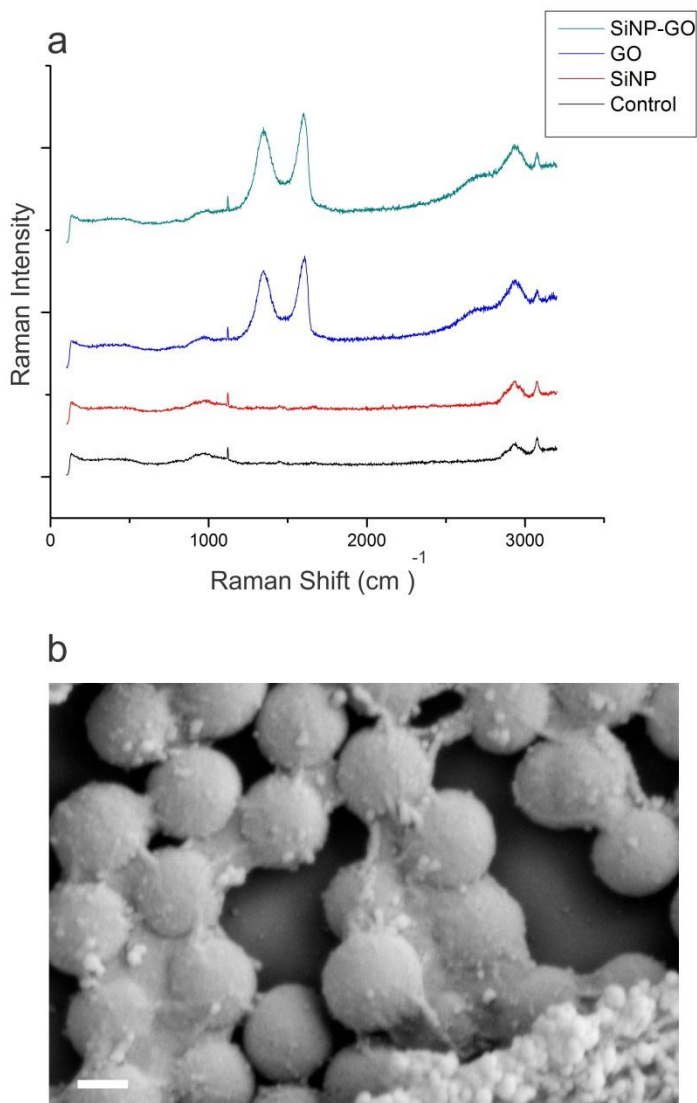 a
SiNP-GO
GO
SiNP
Control
Raman Intensity
0
1000
2000
3000
Raman Shift (cm⁻¹)
b